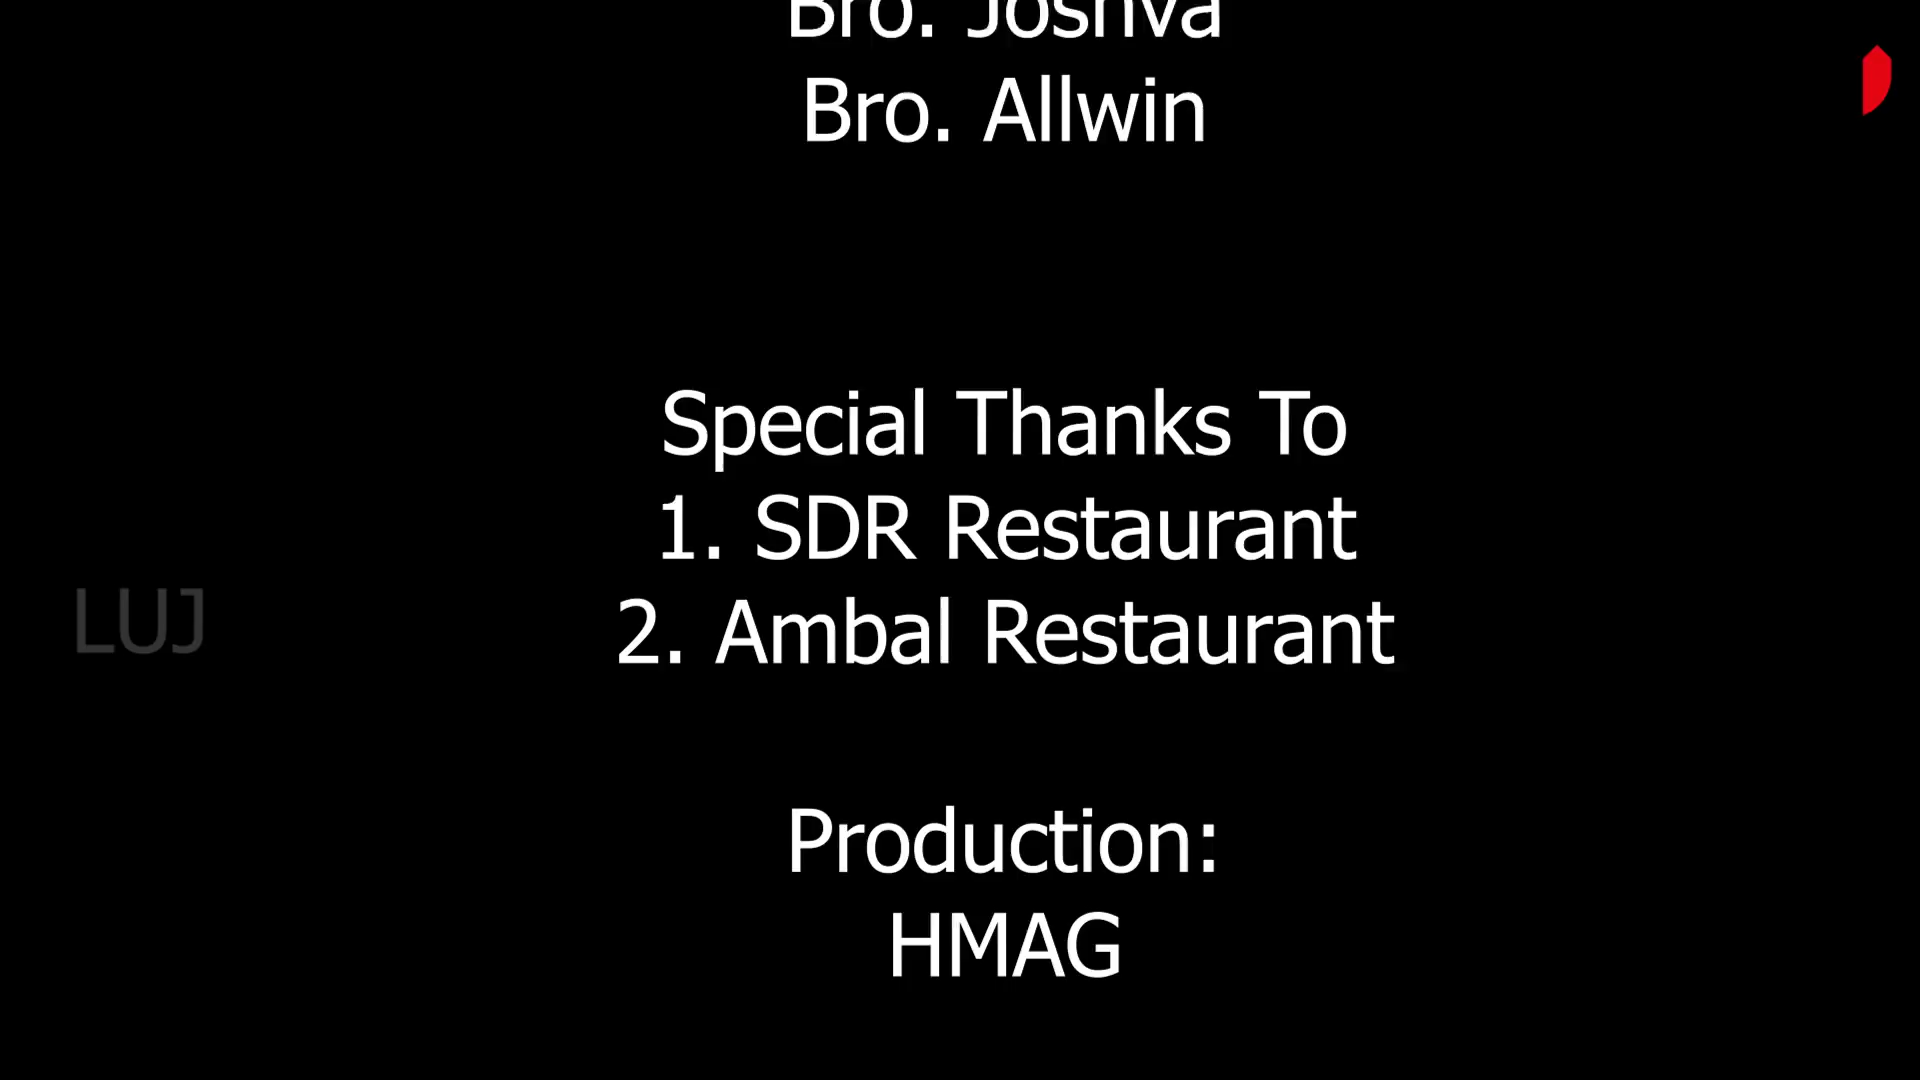 Bro. Joshva
Bro. Allwin
Special Thanks To
1. SDR Restaurant
2. Ambal Restaurant
LUJ
Production:
HMAG